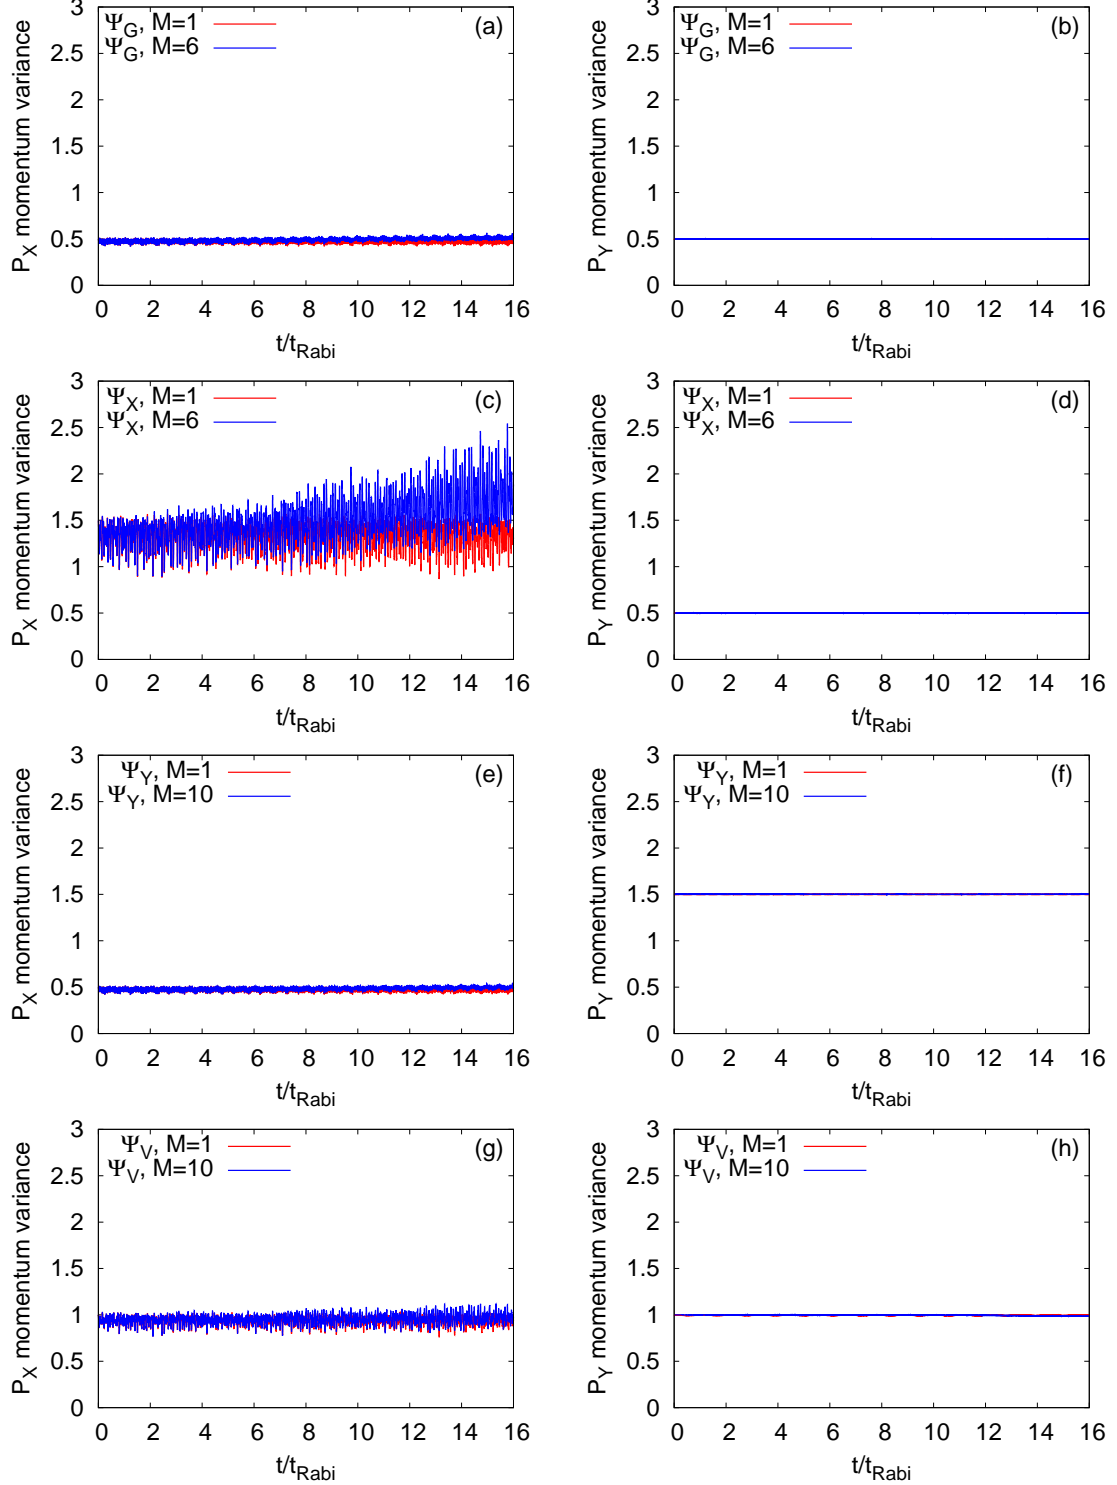 Ψ_G, M=1
Ψ_G, M=6
(a)
P_X momentum variance
3
2.5
2
1.5
1
0.5
0
0 2 4 6 8 10 12 14 16
t/t_Rabi
Ψ_G, M=1
Ψ_G, M=6
(b)
P_Y momentum variance
3
2.5
2
1.5
1
0.5
0
0 2 4 6 8 10 12 14 16
t/t_Rabi
Ψ_X, M=1
Ψ_X, M=6
(c)
P_X momentum variance
3
2.5
2
1.5
1
0.5
0
0 2 4 6 8 10 12 14 16
t/t_Rabi
Ψ_X, M=1
Ψ_X, M=6
(d)
P_Y momentum variance
3
2.5
2
1.5
1
0.5
0
0 2 4 6 8 10 12 14 16
t/t_Rabi
Ψ_Y, M=1
Ψ_Y, M=10
(e)
P_X momentum variance
3
2.5
2
1.5
1
0.5
0
0 2 4 6 8 10 12 14 16
t/t_Rabi
Ψ_Y, M=1
Ψ_Y, M=10
(f)
P_Y momentum variance
3
2.5
2
1.5
1
0.5
0
0 2 4 6 8 10 12 14 16
t/t_Rabi
Ψ_V, M=1
Ψ_V, M=10
(g)
P_X momentum variance
3
2.5
2
1.5
1
0.5
0
0 2 4 6 8 10 12 14 16
t/t_Rabi
Ψ_V, M=1
Ψ_V, M=10
(h)
P_Y momentum variance
3
2.5
2
1.5
1
0.5
0
0 2 4 6 8 10 12 14 16
t/t_Rabi